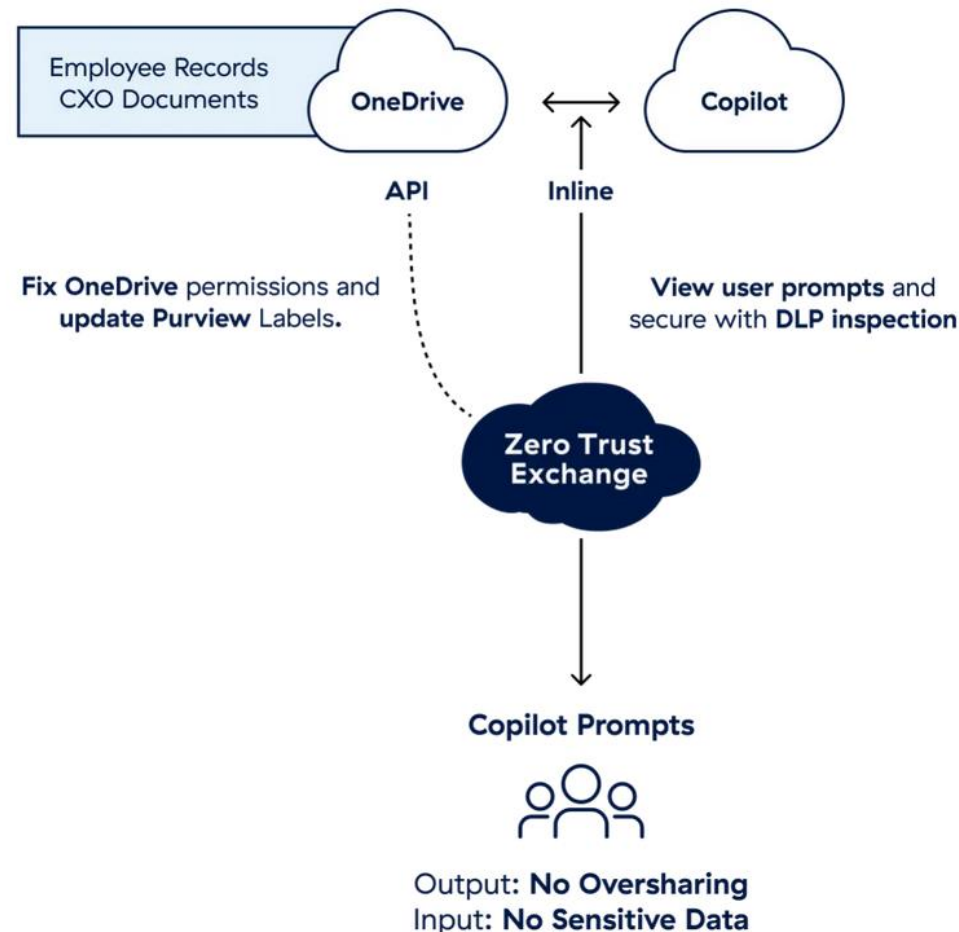 Employee Records
CXO Documents
OneDrive
Copilot
API
Inline
Fix OneDrive permissions and
update Purview Labels.
View user prompts and
secure with DLP inspection
Zero Trust
Exchange
Copilot Prompts
Output: No Oversharing
Input: No Sensitive Data